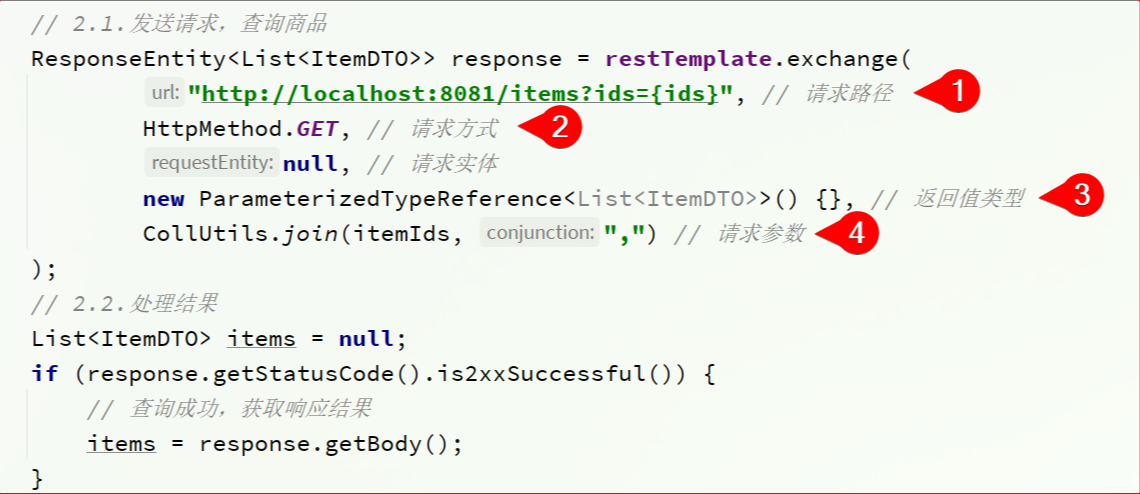 // 2.1.发送请求，查询商品
ResponseEntity<List<ItemDTO>> response = restTemplate.exchange(
url: "http://localhost:8081/items?ids={ids}", // 请求路径 1
HttpMethod.GET, // 请求方式 2
requestEntity: null, // 请求实体
new ParameterizedTypeReference<List<ItemDTO>>() {}, // 返回值类型 3
CollUtils.join(itemIds, conjunction: ",") // 请求参数 4
);
// 2.2.处理结果
List<ItemDTO> items = null;
if (response.getStatusCode().is2xxSuccessful()) {
// 查询成功，获取响应结果
items = response.getBody();
}